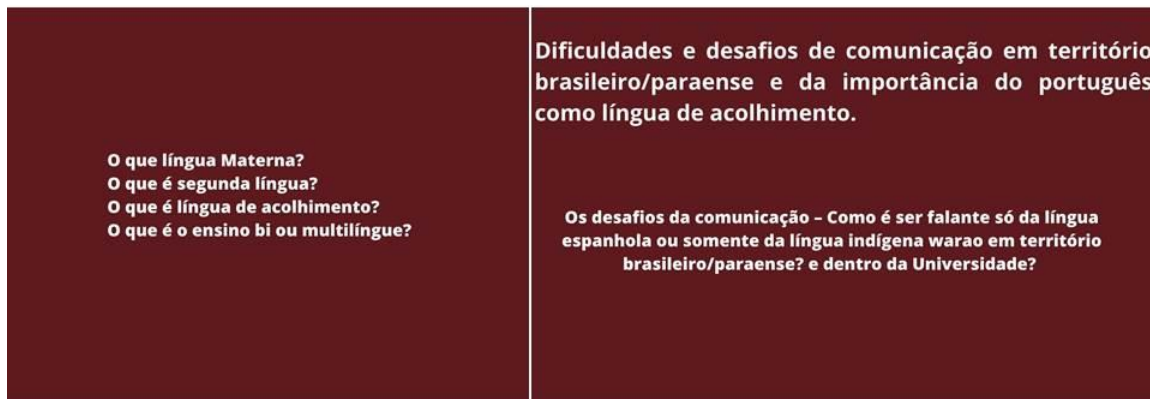 O que língua Materna?
O que é segunda língua?
O que é língua de acolhimento?
O que é o ensino bi ou multilíngue?
Dificuldades e desafios de comunicação em território
brasileiro/paraense e da importância do português
como língua de acolhimento.
Os desafios da comunicação – Como é ser falante só da língua
espanhola ou somente da língua indígena warao em território
brasileiro/paraense? e dentro da Universidade?